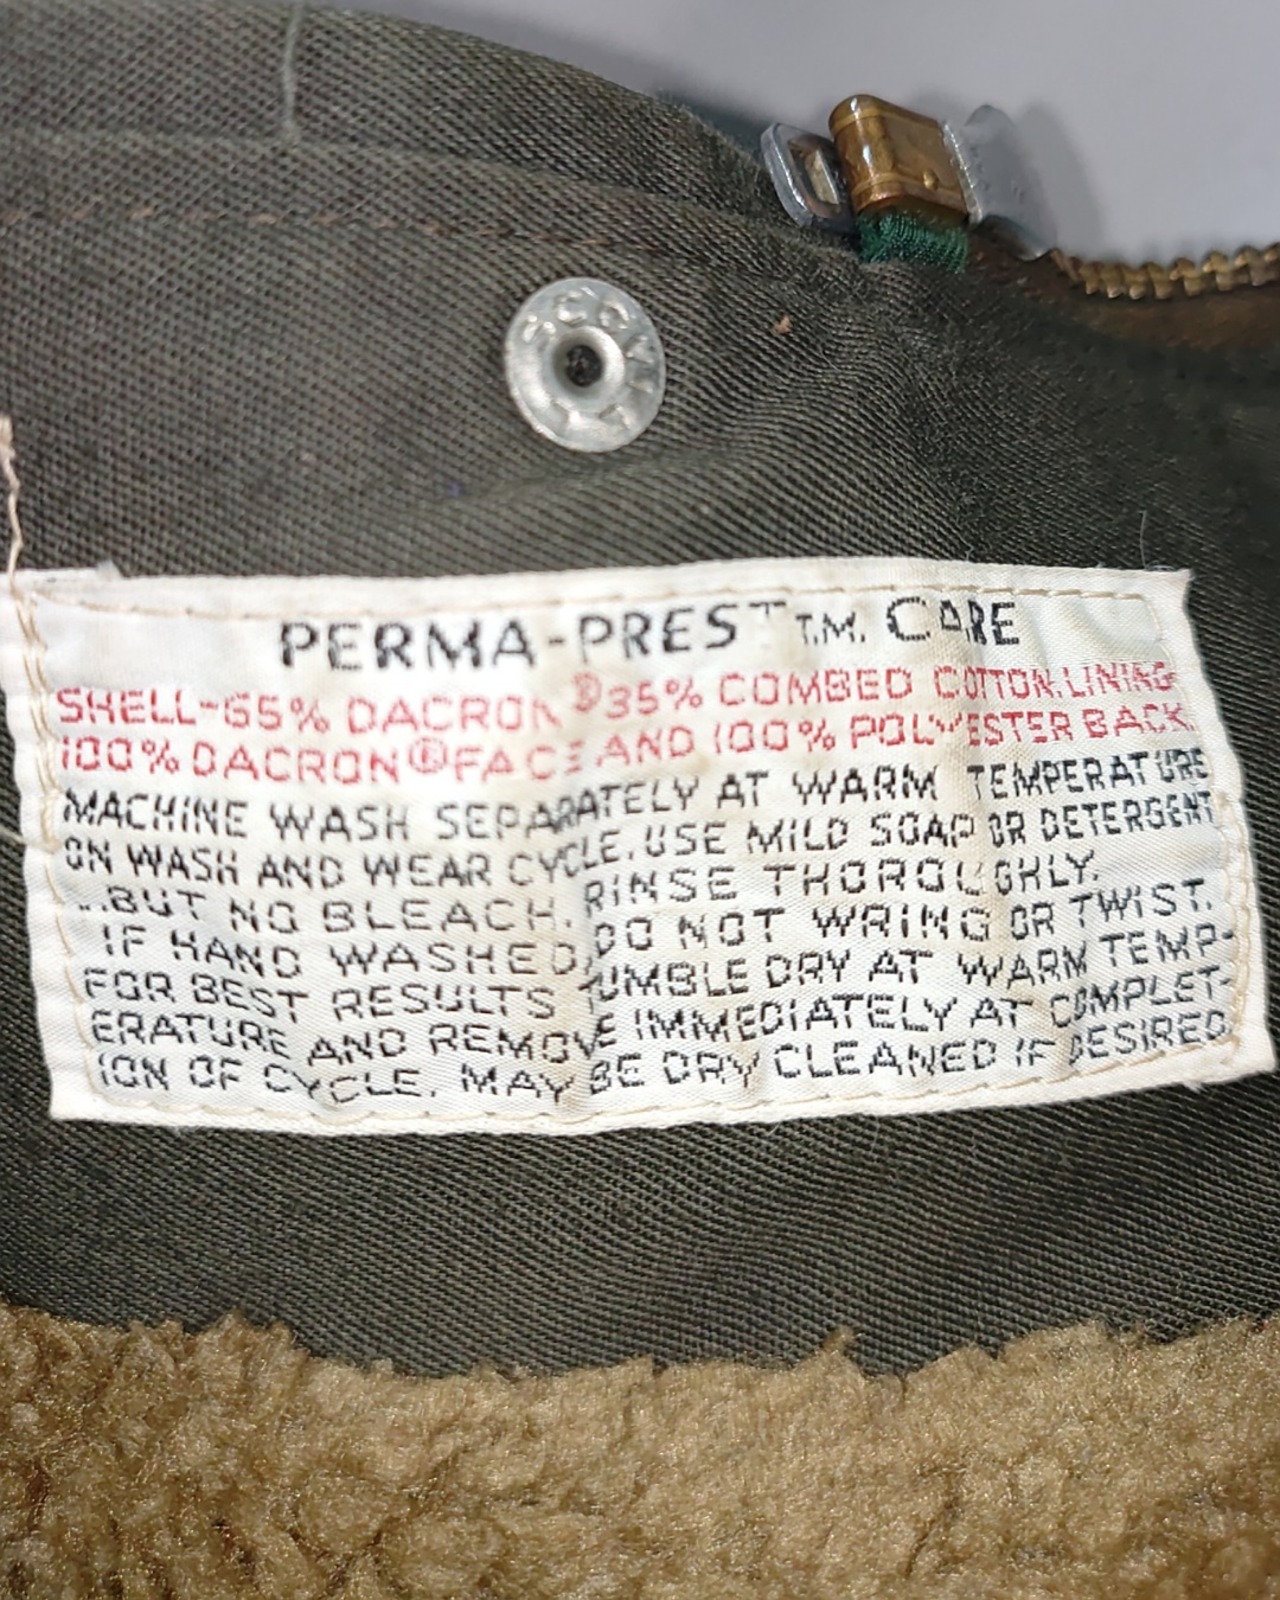 SCOVILL
PERMA-PREST T.M. CARE
SHELL-65% DACRON ® 35% COMBED COTTON. LINING-
100% DACRON ® FACE AND 100% POLYESTER BACK.
MACHINE WASH SEPARATELY AT WARM TEMPERATURE
ON WASH AND WEAR CYCLE. USE MILD SOAP OR DETERGENT
...BUT NO BLEACH. RINSE THOROUGHLY.
IF HAND WASHED, DO NOT WRING OR TWIST.
FOR BEST RESULTS TUMBLE DRY AT WARM TEMP-
ERATURE AND REMOVE IMMEDIATELY AT COMPLET-
ION OF CYCLE. MAY BE DRY CLEANED IF DESIRED.